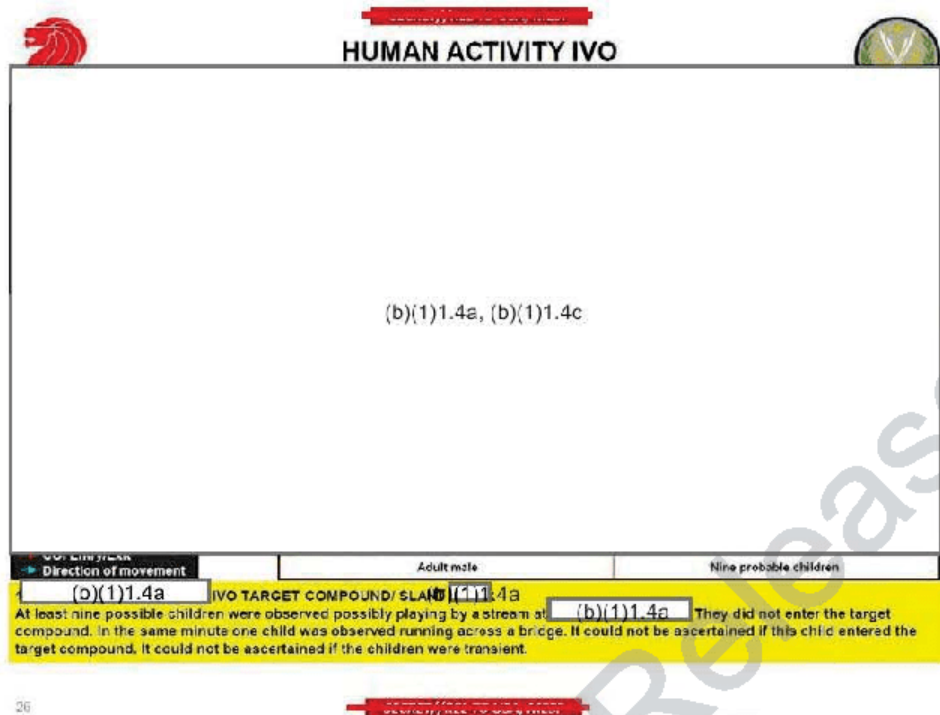 HUMAN ACTIVITY IVO
(b)(1)1.4a, (b)(1)1.4c
Direction of movement
Adult male
Nine probable children
(b)(1)1.4a IVO TARGET COMPOUND/ (b)(1)1.4a
At least nine possible children were observed possibly playing by a stream at (b)(1)1.4a They did not enter the target
compound. In the same minute one child was observed running across a bridge. It could not be ascertained if this child entered the
target compound. It could not be ascertained if the children were transient.
26